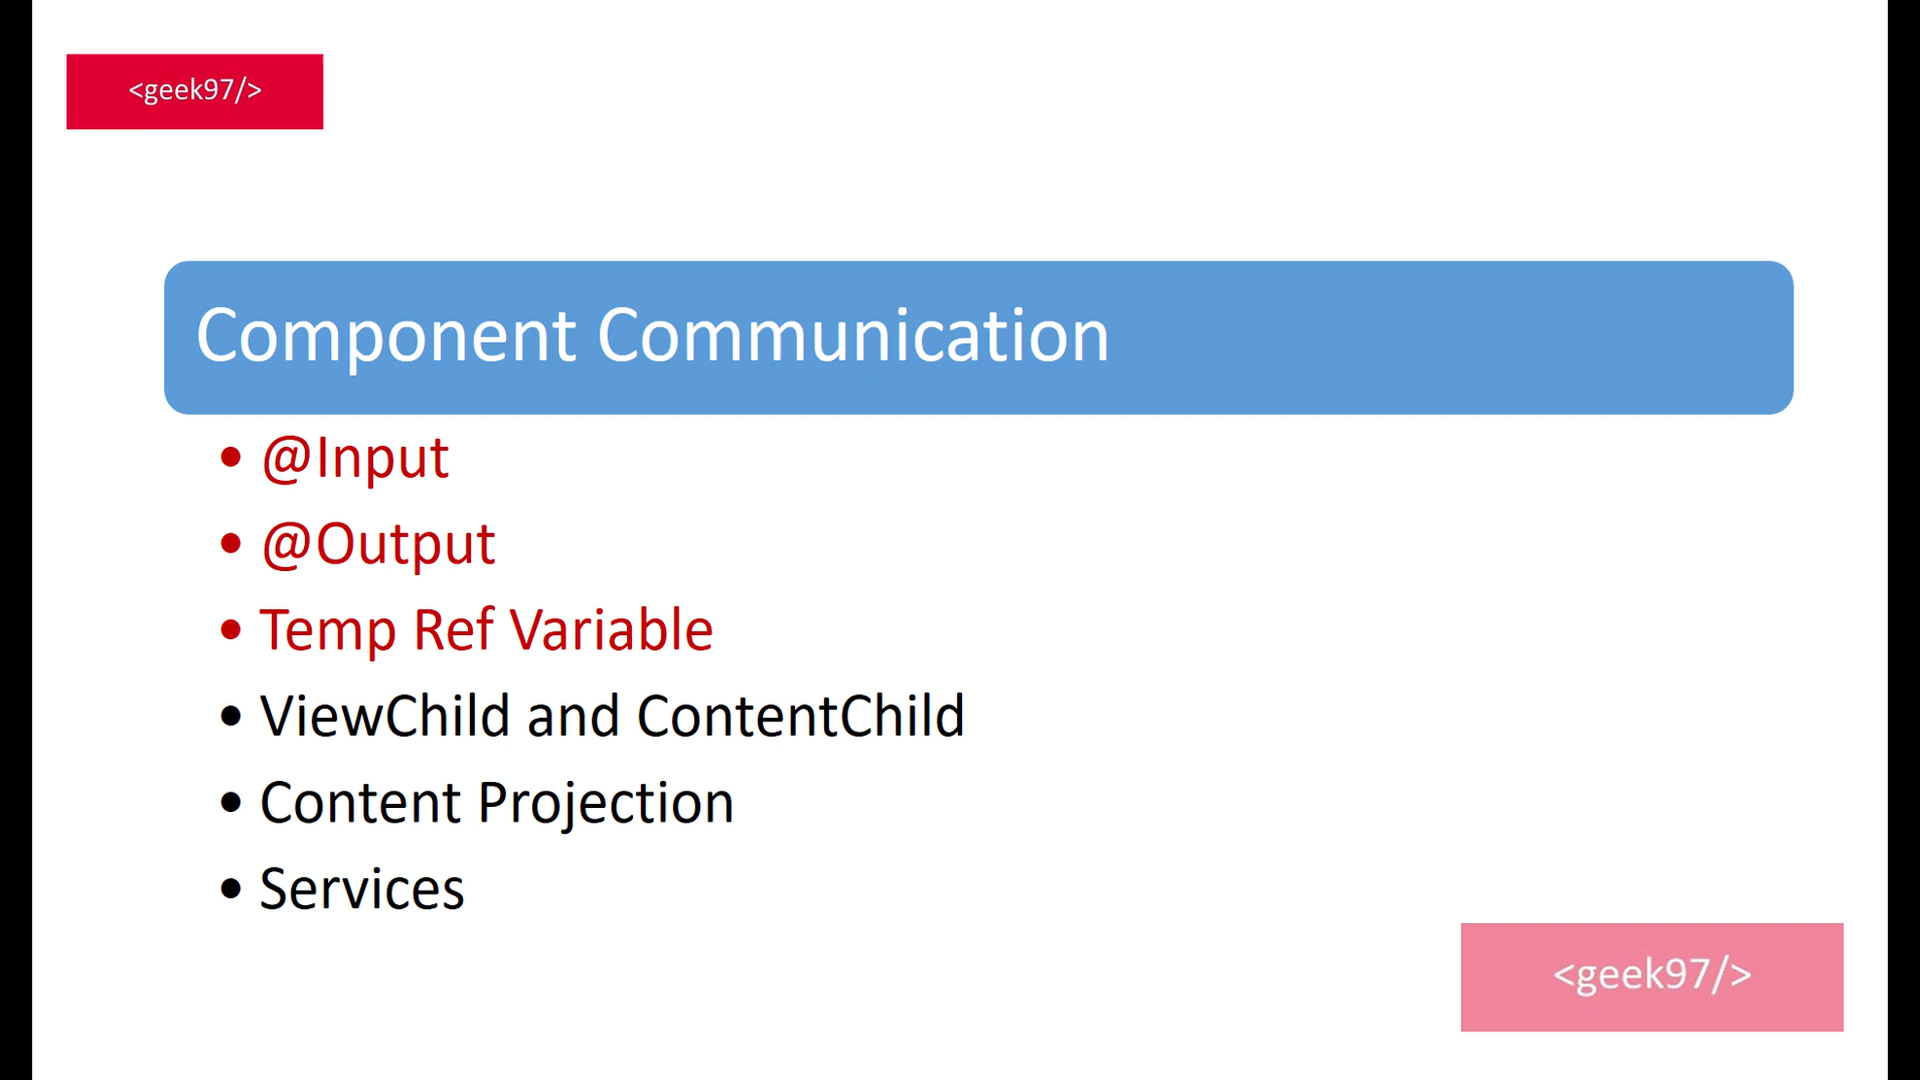 <geek97/>
Component Communication
• @Input
• @Output
• Temp Ref Variable
• ViewChild and ContentChild
• Content Projection
• Services
<geek97/>